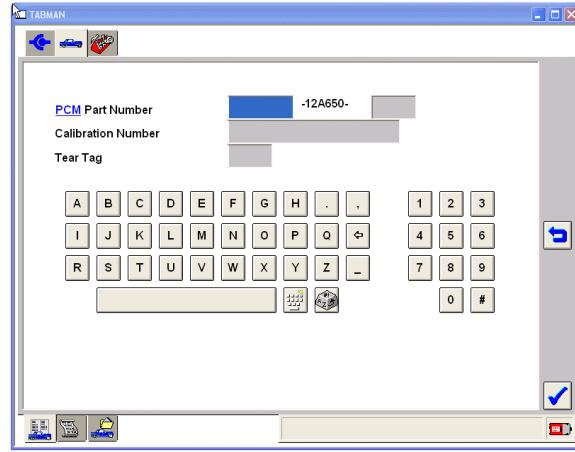 TABMAN
PCM Part Number -12A650-
Calibration Number
Tear Tag
A B C D E F G H . , 1 2 3
I J K L M N O P Q 4 5 6
R S T U V W X Y Z _ 7 8 9
0 #